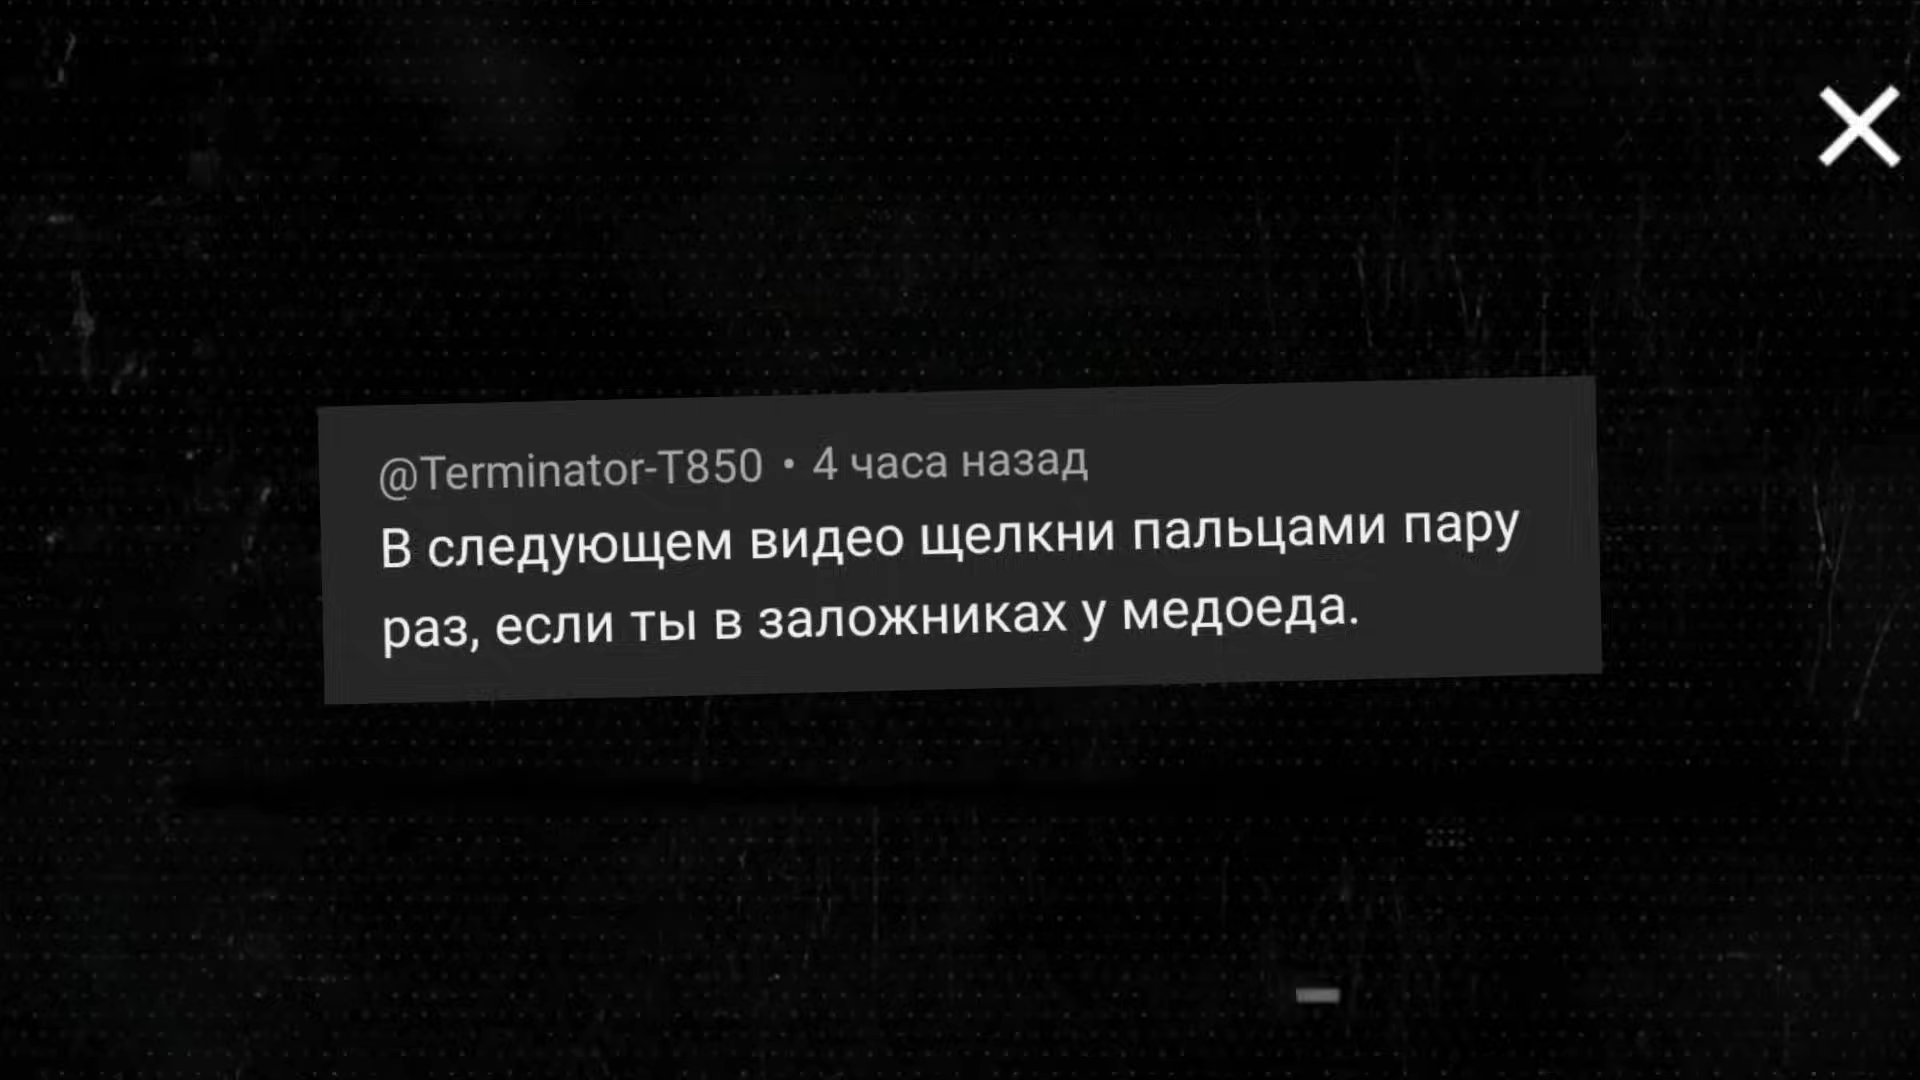 @Terminator-T850 • 4 часа назад
В следующем видео щелкни пальцами пару
раз, если ты в заложниках у медоеда.